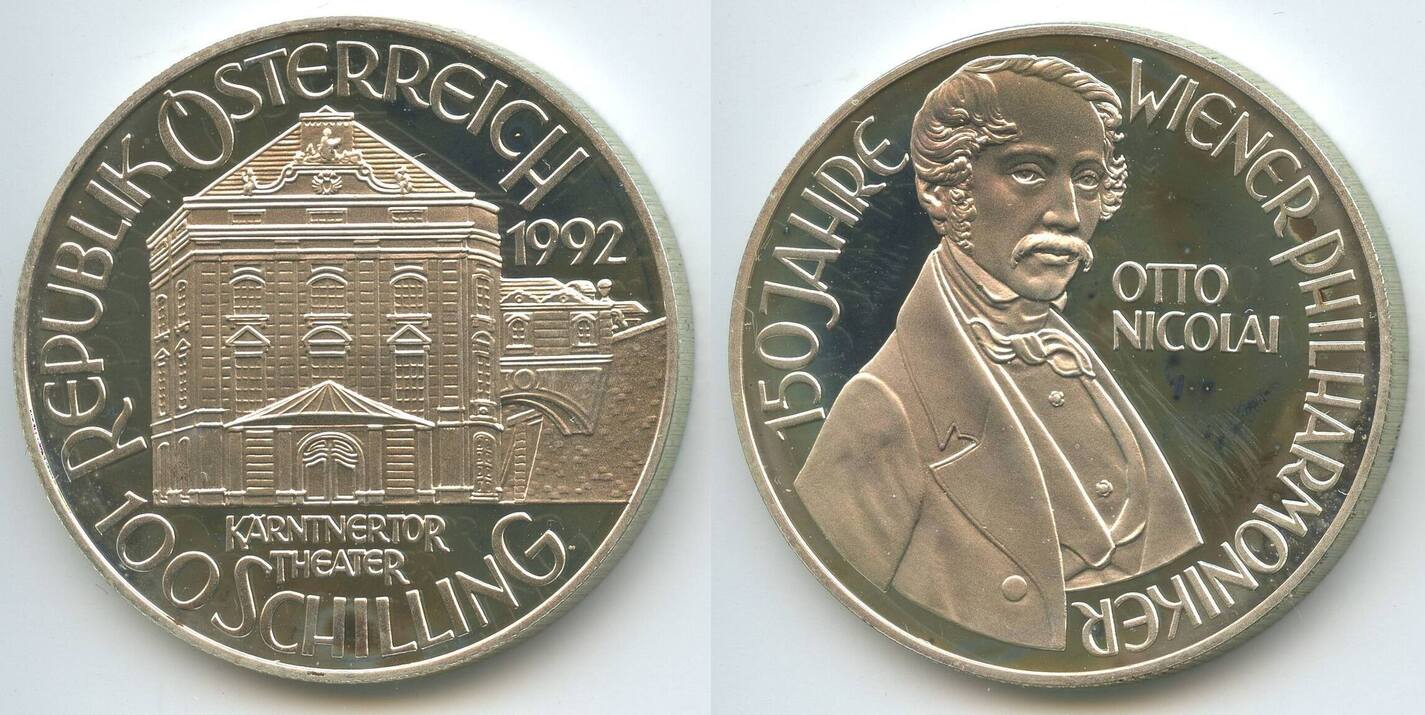 REPUBLIK ÖSTERREICH
1992
KÄRNTNERTOR
THEATER
100 SCHILLING
150 JAHRE WIENER PHILHARMONIKER
OTTO
NICOLAI